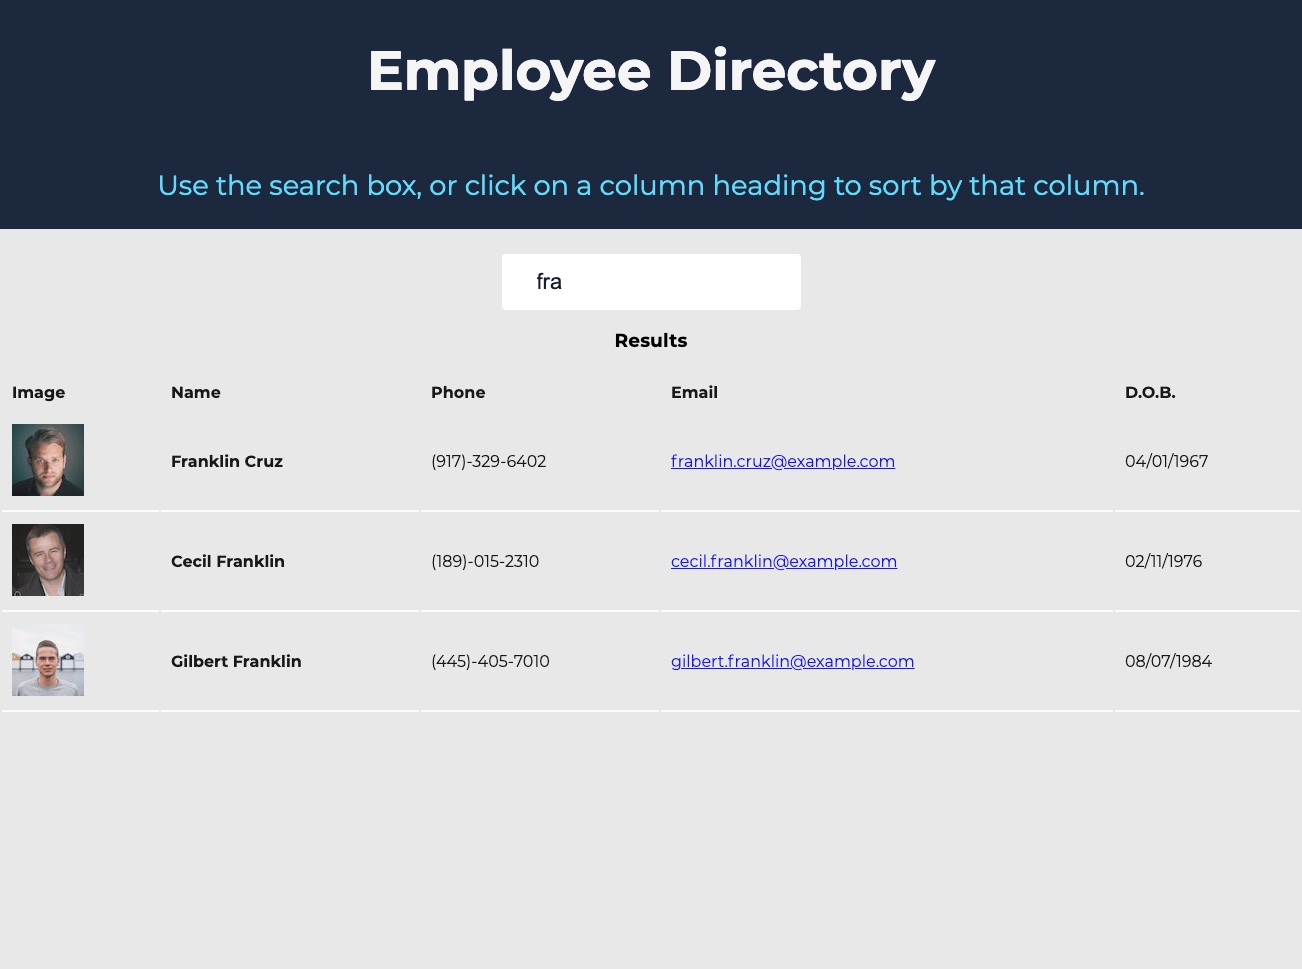 Employee Directory
Use the search box, or click on a column heading to sort by that column.
fra
Results
Image Name Phone Email D.O.B.
Franklin Cruz (917)-329-6402 franklin.cruz@example.com 04/01/1967
Cecil Franklin (189)-015-2310 cecil.franklin@example.com 02/11/1976
Gilbert Franklin (445)-405-7010 gilbert.franklin@example.com 08/07/1984